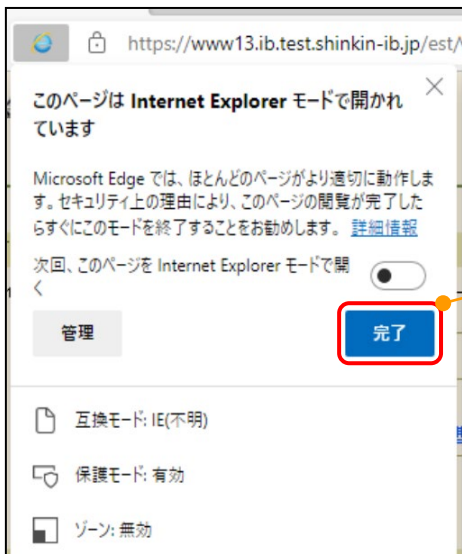 https://www13.ib.test.shinkin-ib.jp/est/
このページは Internet Explorer モードで開かれ
ています
Microsoft Edge では、ほとんどのページがより適切に動作しま
す。セキュリティ上の理由により、このページの閲覧が完了した
らすぐにこのモードを終了することをお勧めします。 詳細情報
次回、このページを Internet Explorer モードで開
く
管理
完了
互換モード: IE(不明)
保護モード: 有効
ゾーン: 無効